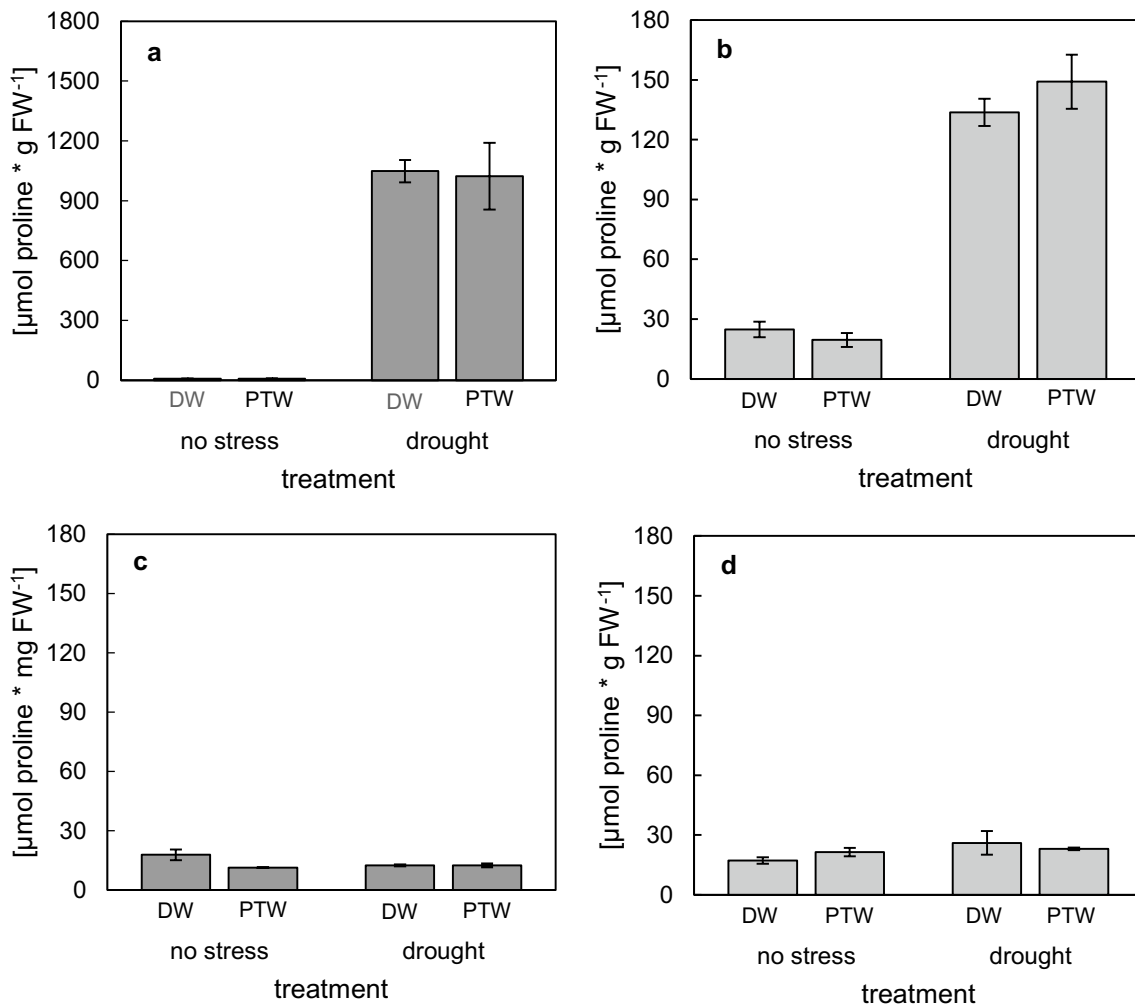 a
[µmol proline * g FW⁻¹]
1800
1500
1200
900
600
300
0
DW PTW DW PTW
no stress drought
treatment
b
[µmol proline * g FW⁻¹]
180
150
120
90
60
30
0
DW PTW DW PTW
no stress drought
treatment
c
[µmol proline * mg FW⁻¹]
180
150
120
90
60
30
0
DW PTW DW PTW
no stress drought
treatment
d
[µmol proline * g FW⁻¹]
180
150
120
90
60
30
0
DW PTW DW PTW
no stress drought
treatment